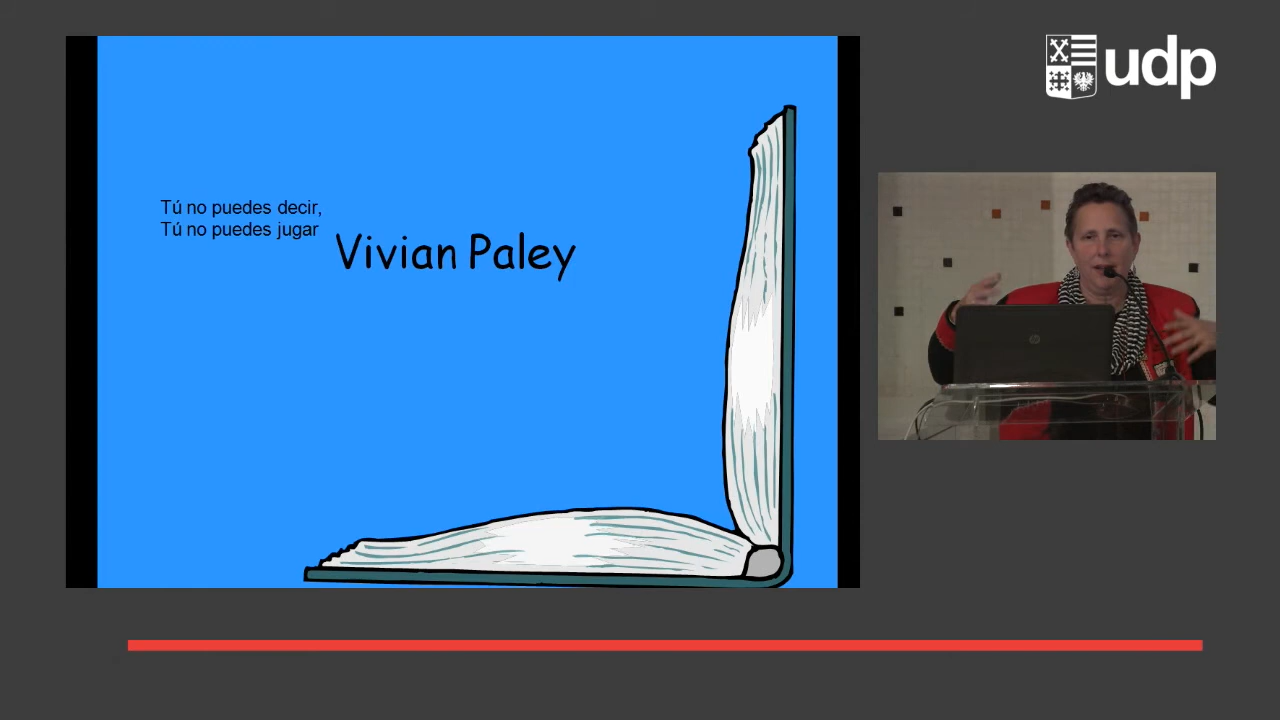 Tú no puedes decir,
Tú no puedes jugar
Vivian Paley
udp